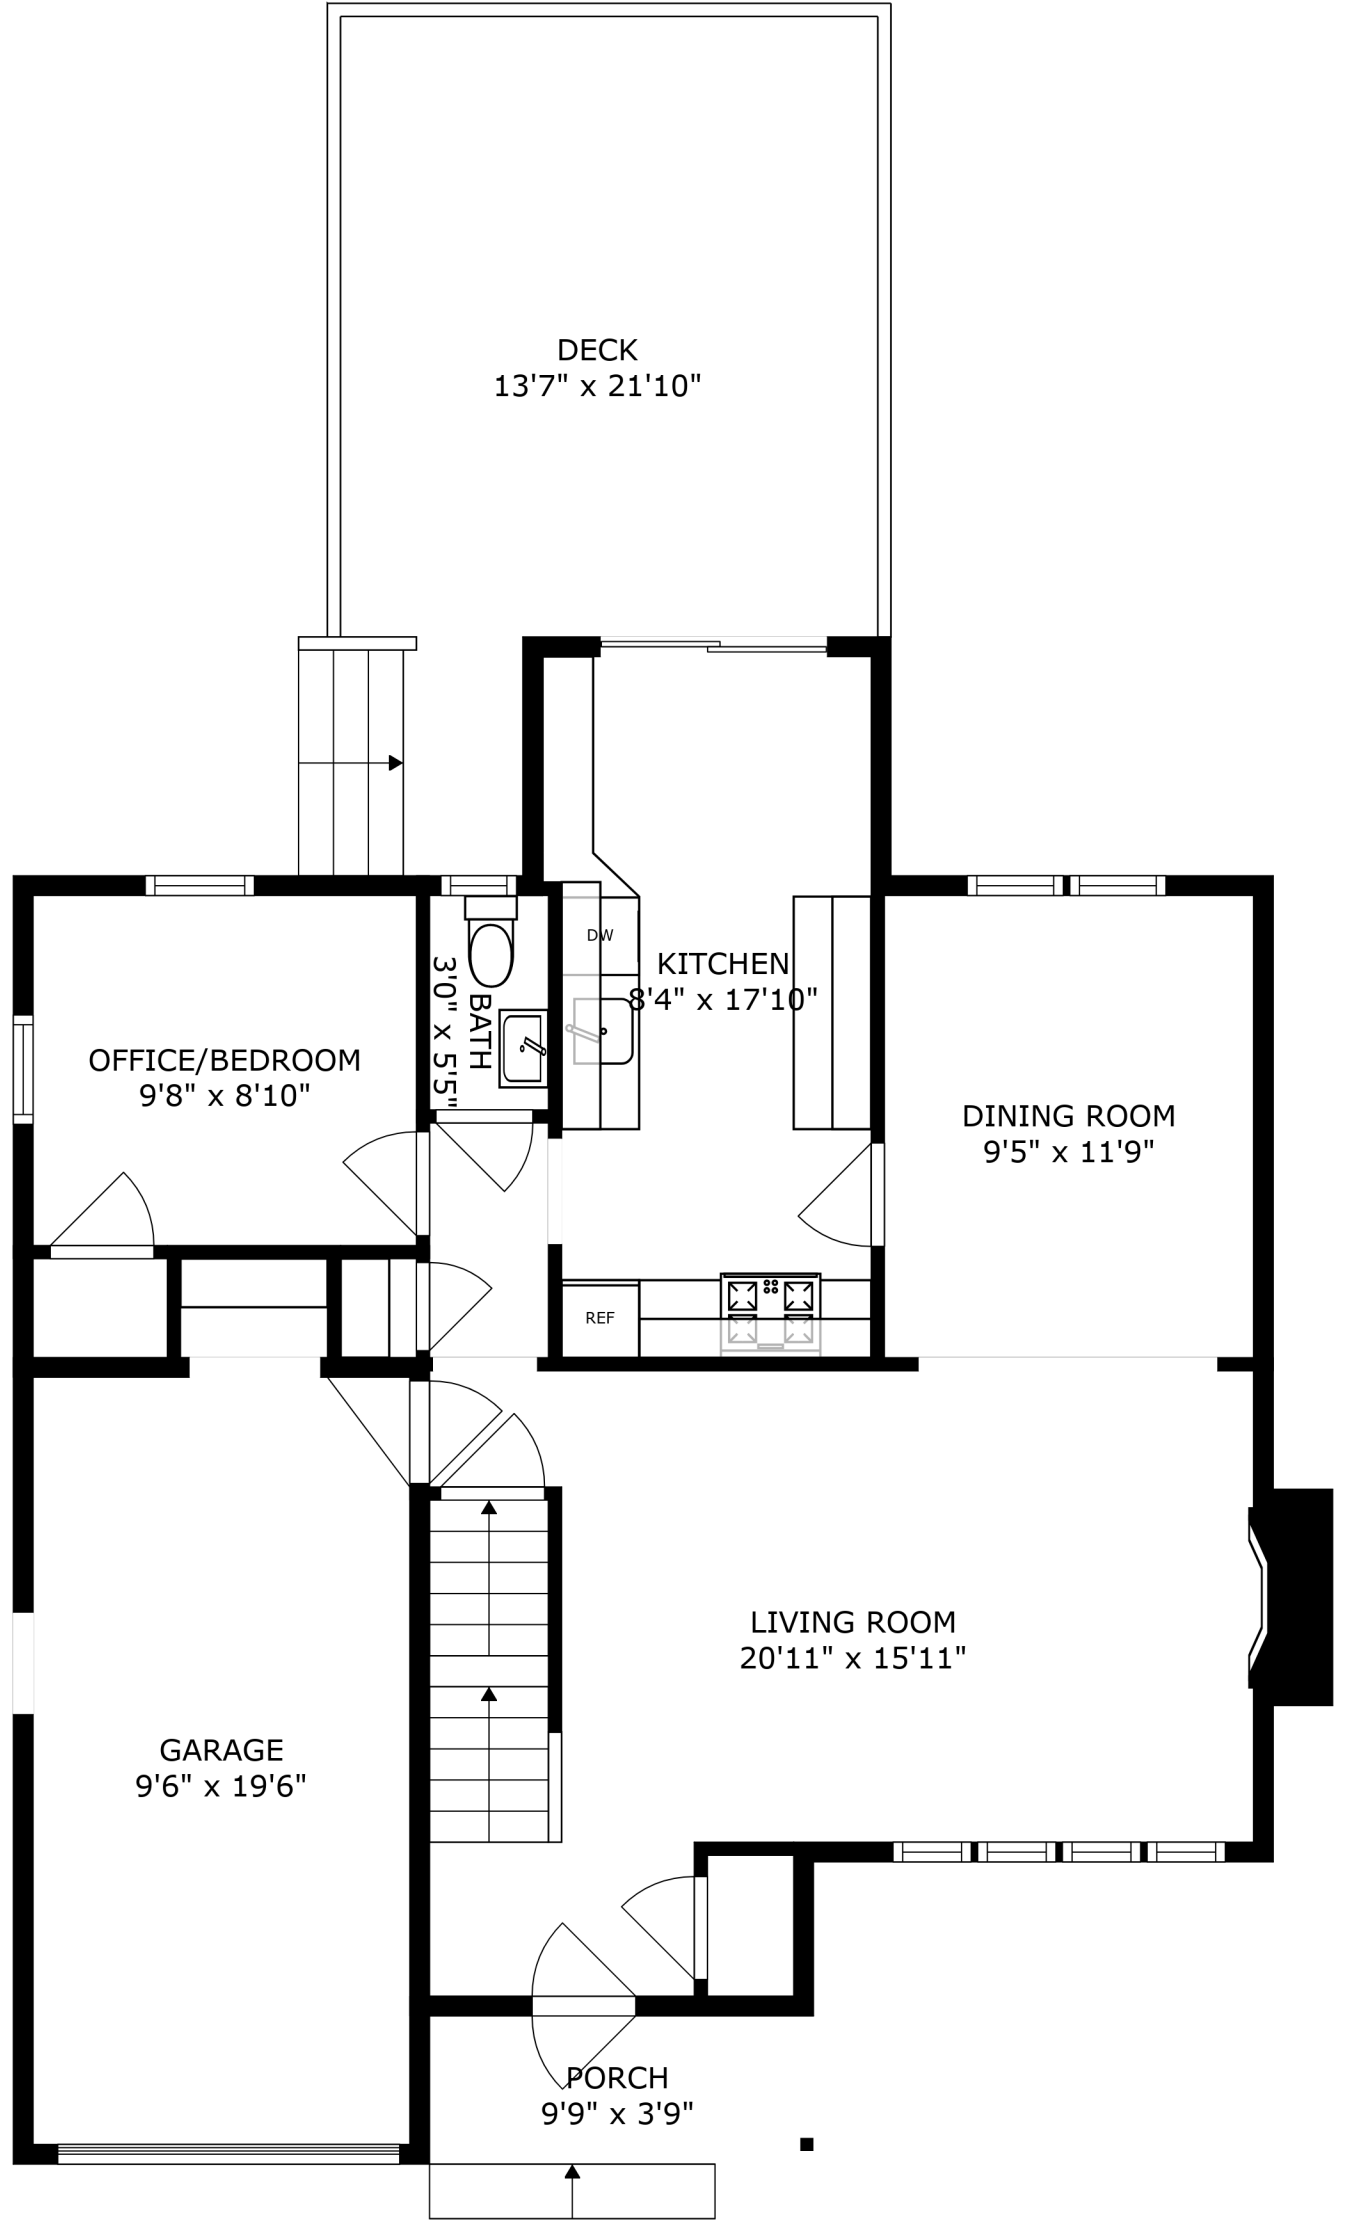 DECK
13'7" x 21'10"
DW
KITCHEN
8'4" x 17'10"
BATH
3'0" x 5'5"
OFFICE/BEDROOM
9'8" x 8'10"
DINING ROOM
9'5" x 11'9"
REF
LIVING ROOM
20'11" x 15'11"
GARAGE
9'6" x 19'6"
PORCH
9'9" x 3'9"